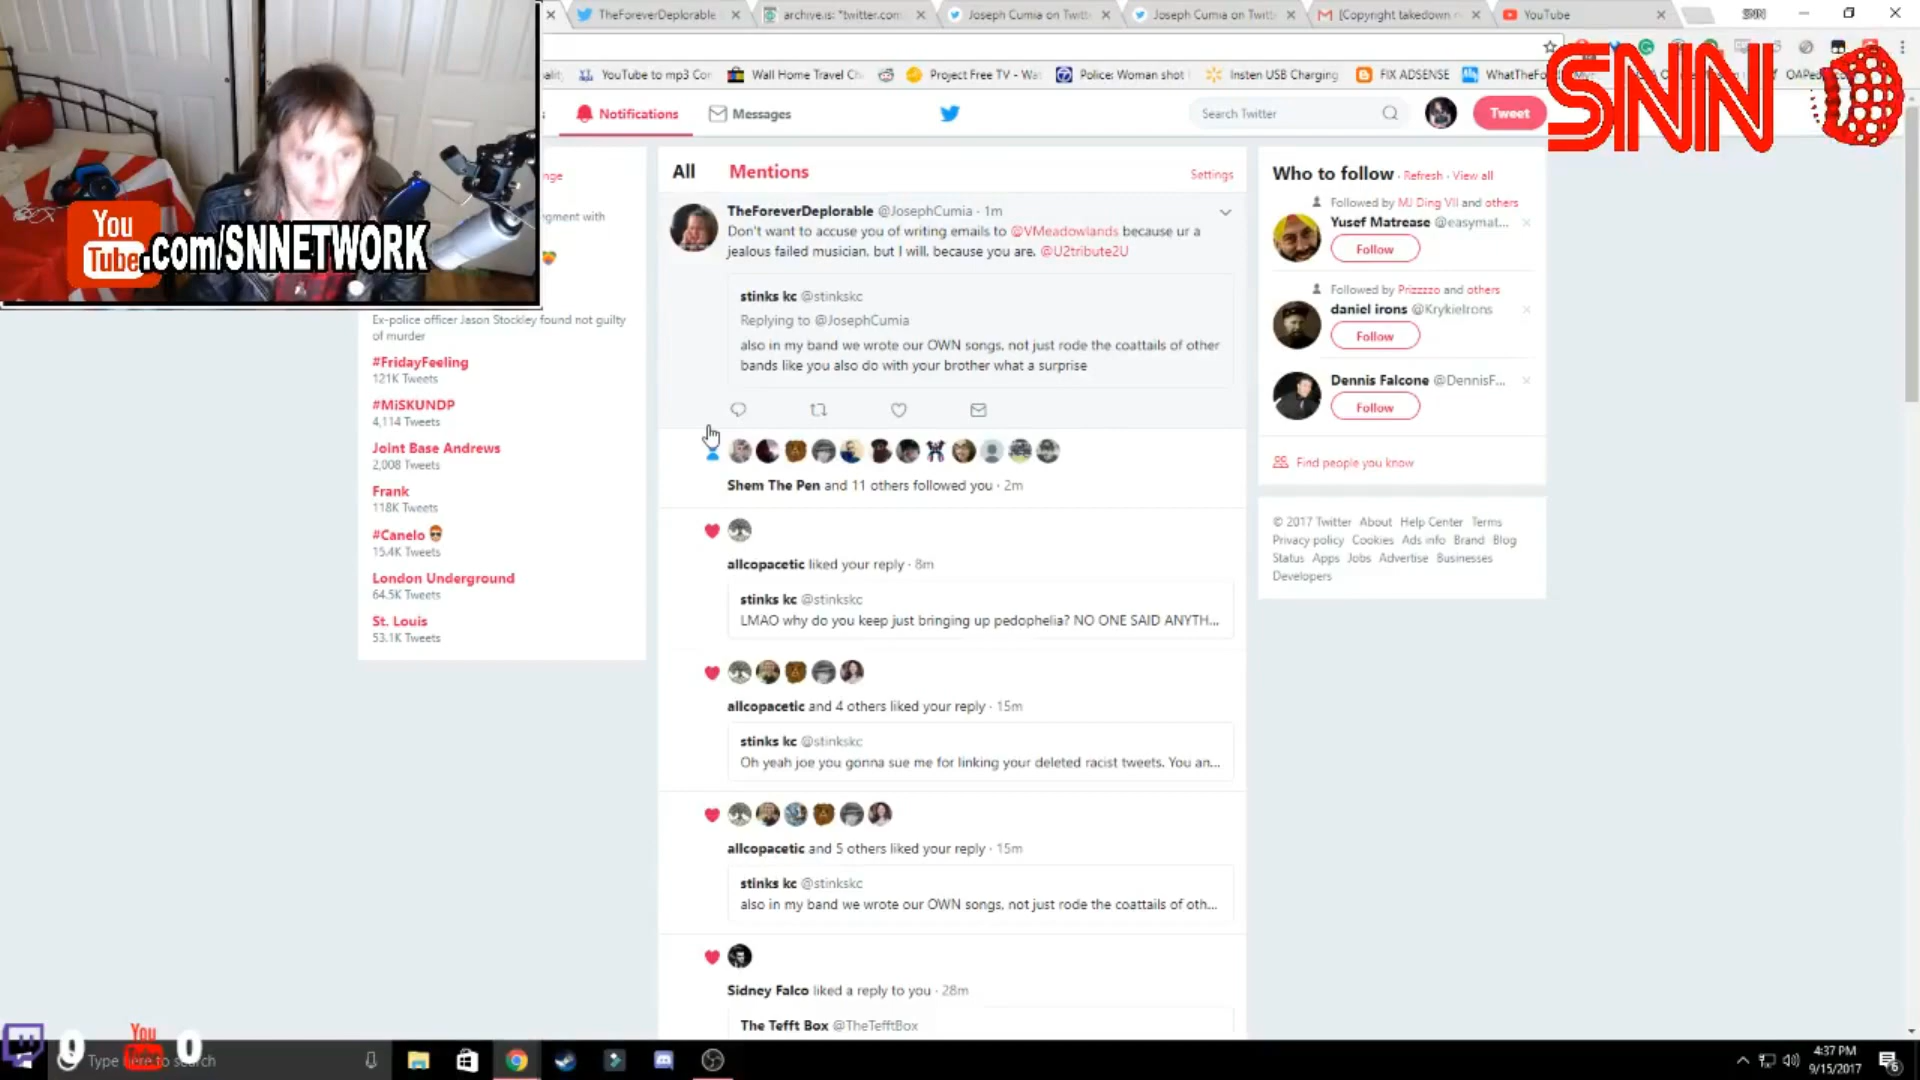 TheForeverDeplorable
archive.is: "twitter.com
Joseph Cumia on Twitt
Joseph Cumia on Twitt
[Copyright takedown
YouTube
SNN
YouTube to mp3 Con
Wall Home Travel Ch
Project Free TV - Wa
Police: Woman shot
Insten USB Charging
FIX ADSENSE
SNN
Notifications
Messages
Search Twitter
Tweet
You
Tube.com/SNNETWORK
Ex-police officer Jason Stockley found not guilty
of murder
#FridayFeeling
121K Tweets
#MiSKUNDP
4,114 Tweets
Joint Base Andrews
2,008 Tweets
Frank
118K Tweets
#Canelo
15.4K Tweets
London Underground
64.5K Tweets
St. Louis
53.1K Tweets
All Mentions Settings
TheForeverDeplorable @JosephCumia · 1m
Don't want to accuse you of writing emails to @VMeadowlands because ur a
jealous failed musician, but I will, because you are. @U2tribute2U
stinks kc @stinkskc
Replying to @JosephCumia
also in my band we wrote our OWN songs, not just rode the coattails of other
bands like you also do with your brother what a surprise
Shem The Pen and 11 others followed you · 2m
allcopacetic liked your reply · 8m
stinks kc @stinkskc
LMAO why do you keep just bringing up pedophelia? NO ONE SAID ANYTH...
allcopacetic and 4 others liked your reply · 15m
stinks kc @stinkskc
Oh yeah joe you gonna sue me for linking your deleted racist tweets. You an...
allcopacetic and 5 others liked your reply · 15m
stinks kc @stinkskc
also in my band we wrote our OWN songs, not just rode the coattails of oth...
Sidney Falco liked a reply to you · 28m
The Tefft Box @TheTefftBox
Who to follow · Refresh · View all
Followed by MJ Ding VII and others
Yusef Matrease @easymat...
Follow
Followed by Prizzzzo and others
daniel irons @KrykieIrons
Follow
Dennis Falcone @DennisF...
Follow
Find people you know
© 2017 Twitter About Help Center Terms
Privacy policy Cookies Ads info Brand Blog
Status Apps Jobs Advertise Businesses
Developers
0
You
Tube
0
Type here to search
4:37 PM
9/15/2017
6